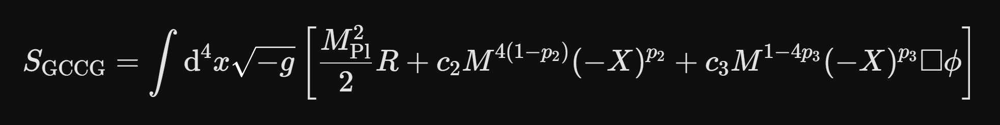 S_{\mathrm{GCCG}} = \int \mathrm{d}^4x \sqrt{-g} \left[ \frac{M_{\mathrm{Pl}}^2}{2} R + c_2 M^{4(1-p_2)} (-X)^{p_2} + c_3 M^{1-4p_3} (-X)^{p_3} \Box \phi \right]